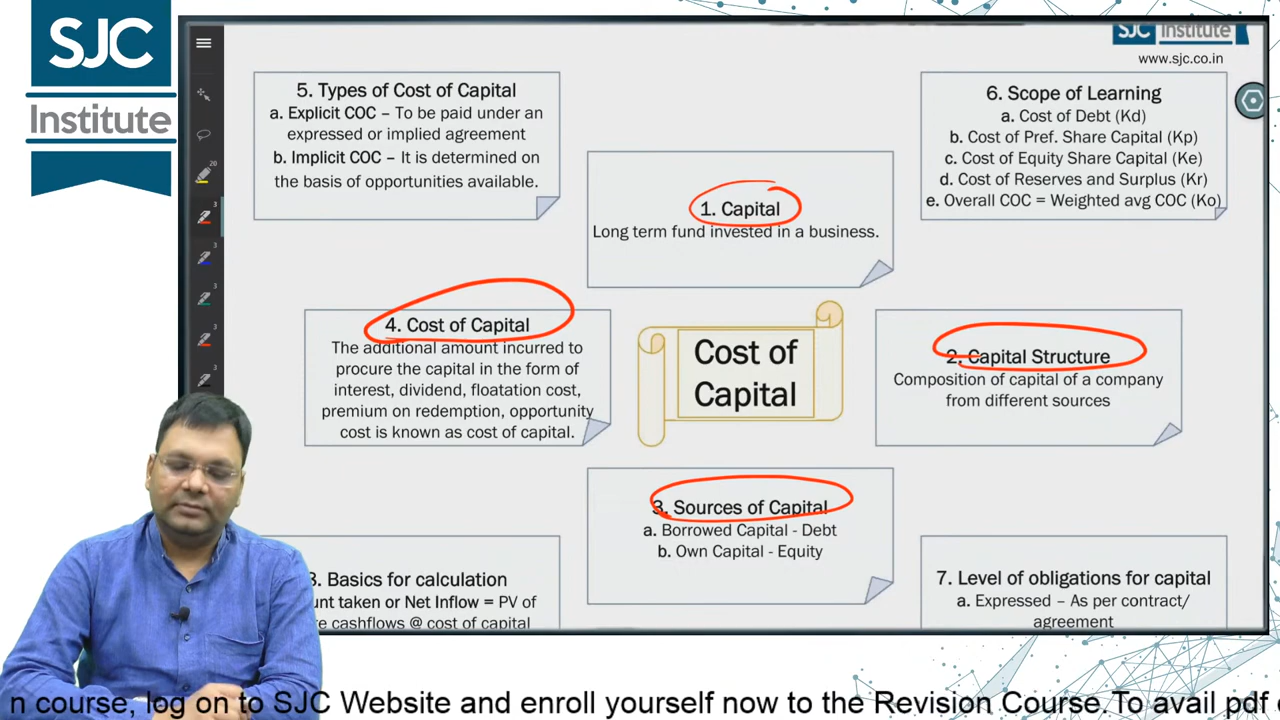 SJC
Institute
SJC Institute
www.sjc.co.in
5. Types of Cost of Capital
a. Explicit COC – To be paid under an
expressed or implied agreement
b. Implicit COC – It is determined on
the basis of opportunities available.
1. Capital
Long term fund invested in a business.
6. Scope of Learning
a. Cost of Debt (Kd)
b. Cost of Pref. Share Capital (Kp)
c. Cost of Equity Share Capital (Ke)
d. Cost of Reserves and Surplus (Kr)
e. Overall COC = Weighted avg COC (Ko)
4. Cost of Capital
The additional amount incurred to
procure the capital in the form of
interest, dividend, floatation cost,
premium on redemption, opportunity
cost is known as cost of capital.
Cost of
Capital
2. Capital Structure
Composition of capital of a company
from different sources
3. Sources of Capital
a. Borrowed Capital - Debt
b. Own Capital - Equity
. Basics for calculation
taken or Net Inflow = PV of
cashflows @ cost of capital
7. Level of obligations for capital
a. Expressed – As per contract/
agreement
20
3
3
3
3
3
n course, log on to SJC Website and enroll yourself now to the Revision Course.To avail pdf